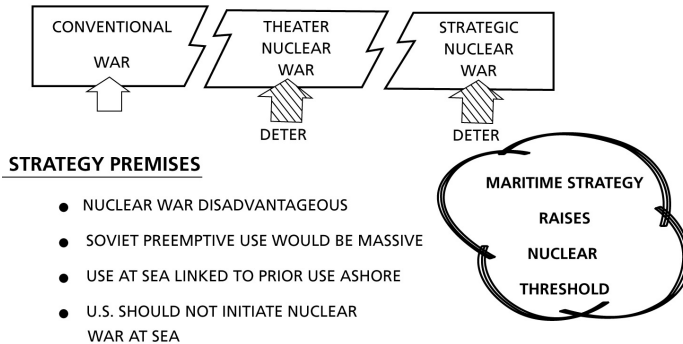 CONVENTIONAL
WAR
THEATER
NUCLEAR
WAR
STRATEGIC
NUCLEAR
WAR
DETER
DETER
STRATEGY PREMISES
● NUCLEAR WAR DISADVANTAGEOUS
● SOVIET PREEMPTIVE USE WOULD BE MASSIVE
● USE AT SEA LINKED TO PRIOR USE ASHORE
● U.S. SHOULD NOT INITIATE NUCLEAR
WAR AT SEA
MARITIME STRATEGY
RAISES
NUCLEAR
THRESHOLD